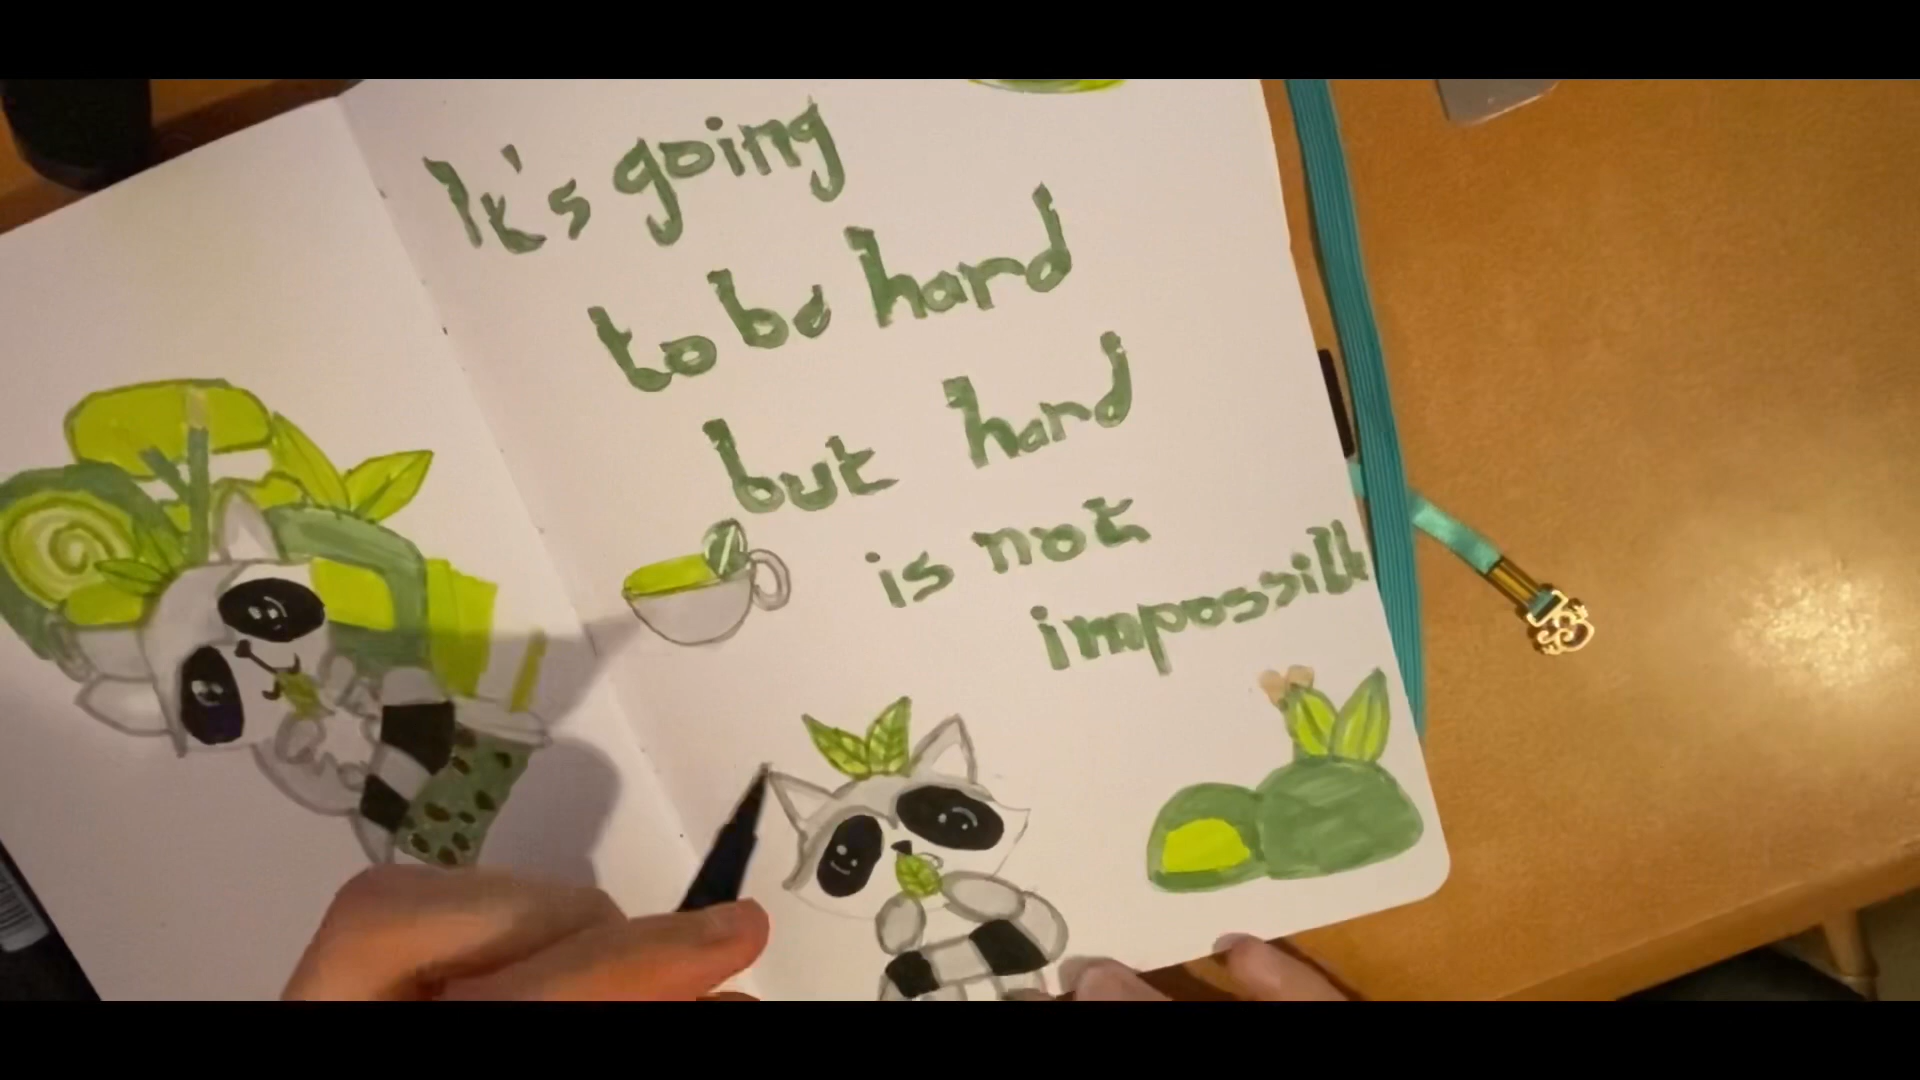 It's going
to be hard
but hard
is not
impossible